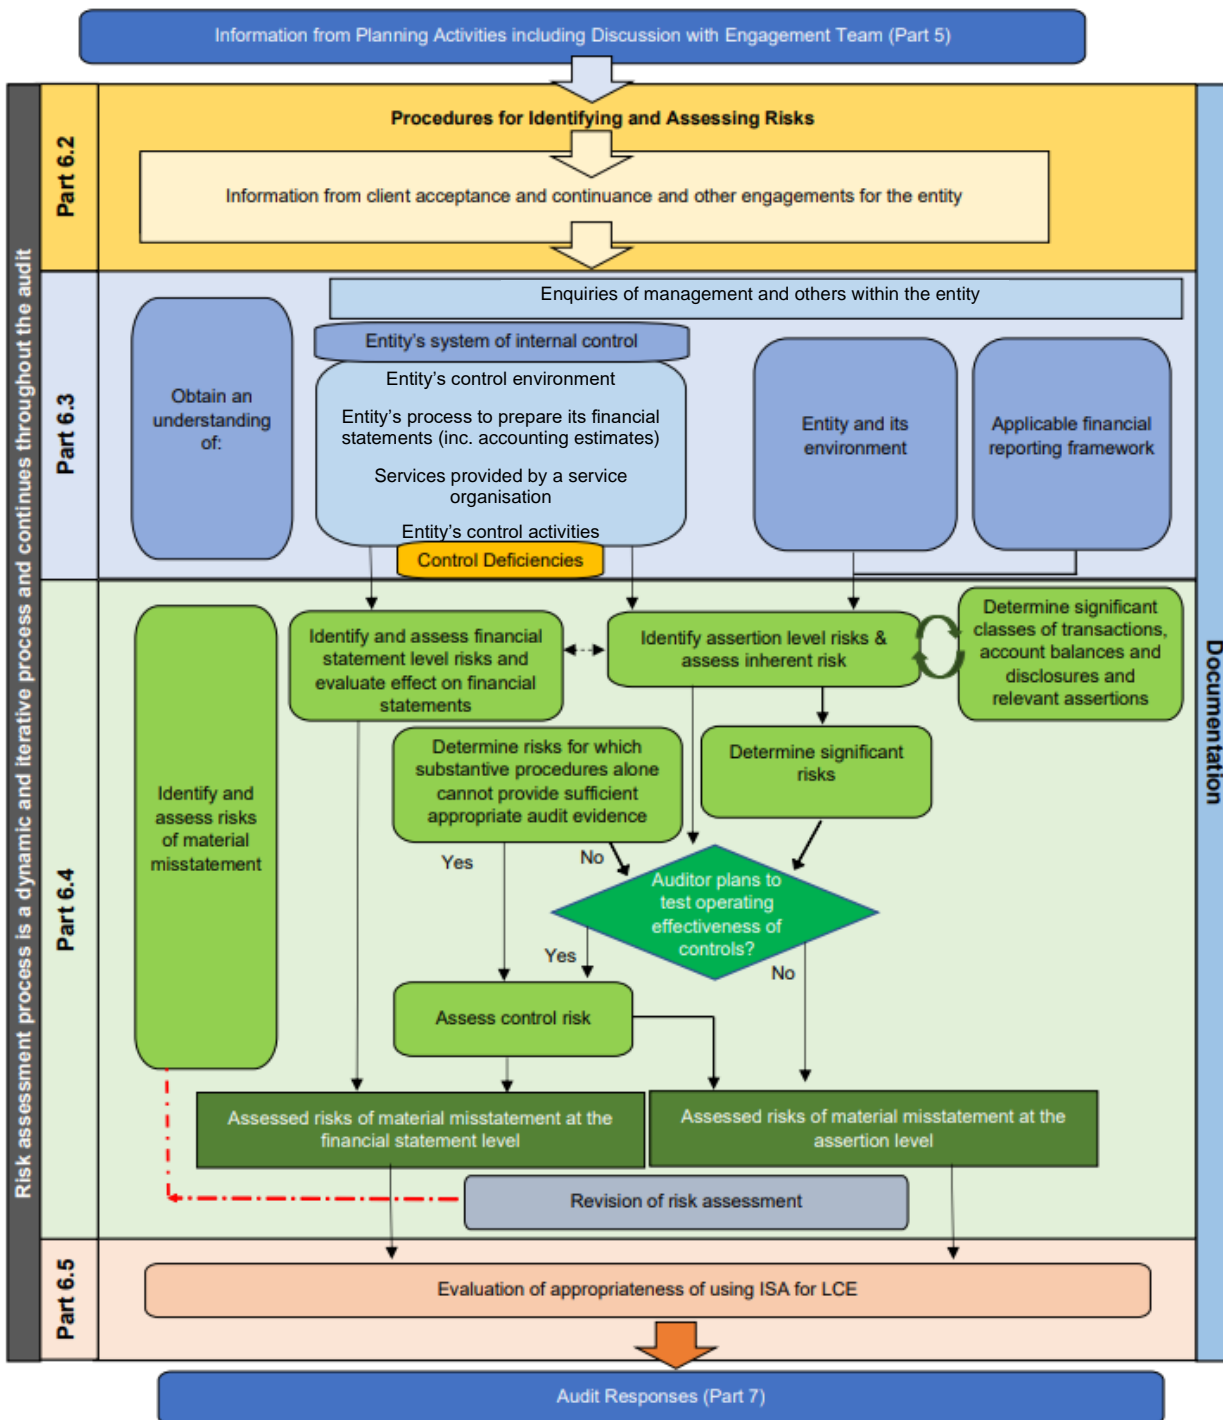 Information from Planning Activities including Discussion with Engagement Team (Part 5)
Risk assessment process is a dynamic and iterative process and continues throughout the audit
Documentation
Part 6.2
Procedures for Identifying and Assessing Risks
Information from client acceptance and continuance and other engagements for the entity
Part 6.3
Enquiries of management and others within the entity
Obtain an
understanding
of:
Entity's system of internal control
Entity's control environment
Entity's process to prepare its financial
statements (inc. accounting estimates)
Services provided by a service
organisation
Entity's control activities
Control Deficiencies
Entity and its
environment
Applicable financial
reporting framework
Part 6.4
Identify and
assess risks
of material
misstatement
Identify and assess financial
statement level risks and
evaluate effect on financial
statements
Identify assertion level risks &
assess inherent risk
Determine significant
classes of transactions,
account balances and
disclosures and
relevant assertions
Determine risks for which
substantive procedures alone
cannot provide sufficient
appropriate audit evidence
Determine significant
risks
Yes
No
Auditor plans to
test operating
effectiveness of
controls?
Yes
No
Assess control risk
Assessed risks of material misstatement at the
financial statement level
Assessed risks of material misstatement at the
assertion level
Revision of risk assessment
Part 6.5
Evaluation of appropriateness of using ISA for LCE
Audit Responses (Part 7)